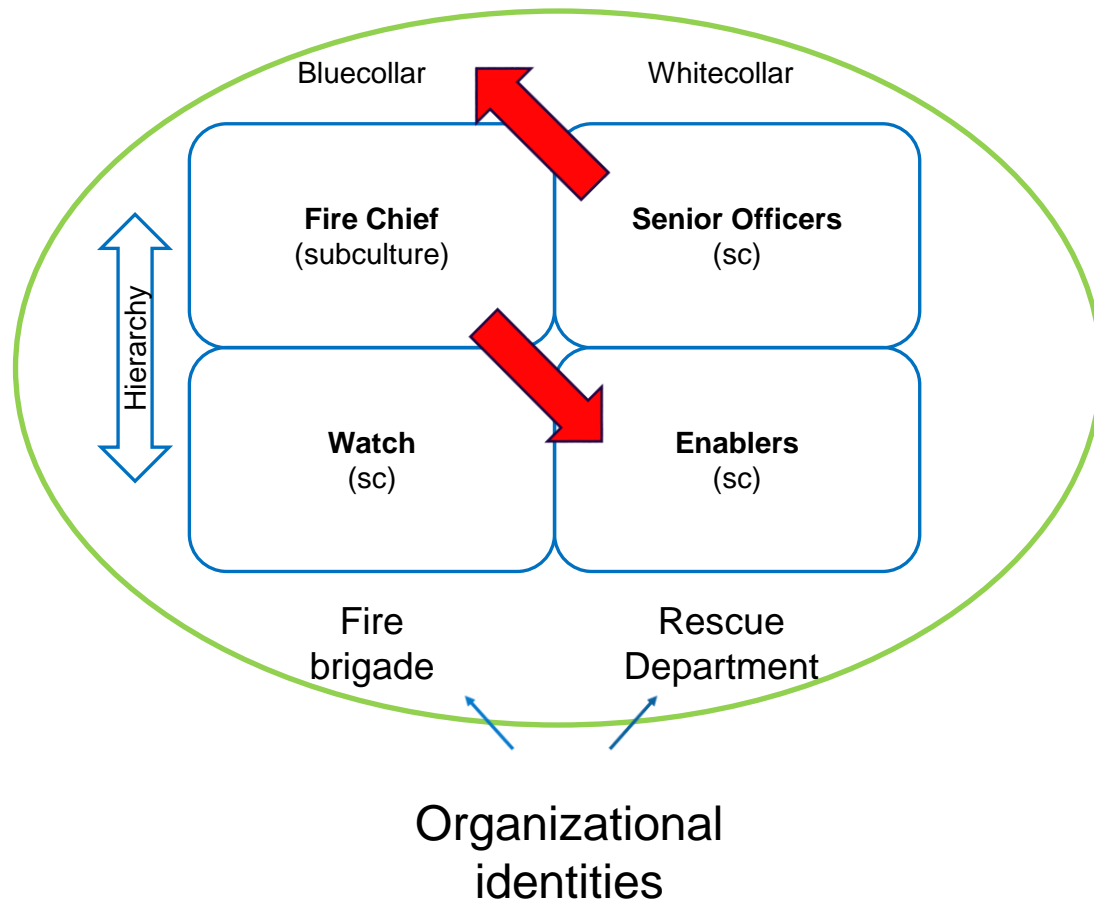 Bluecollar
Whitecollar
Fire Chief
(subculture)
Senior Officers
(sc)
Hierarchy
Watch
(sc)
Enablers
(sc)
Fire
brigade
Rescue
Department
Organizational
identities